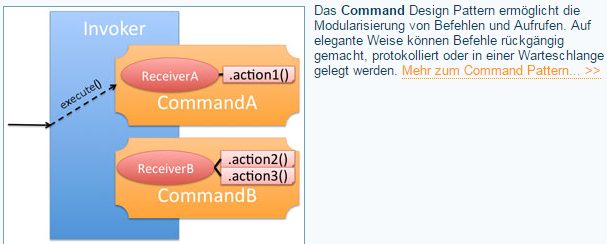 Invoker
ReceiverA
.action1()
execute()
CommandA
ReceiverB
.action2()
.action3()
CommandB
Das Command Design Pattern ermöglicht die
Modularisierung von Befehlen und Aufrufen. Auf
elegante Weise können Befehle rückgängig
gemacht, protokolliert oder in einer Warteschlange
gelegt werden. Mehr zum Command Pattern... >>